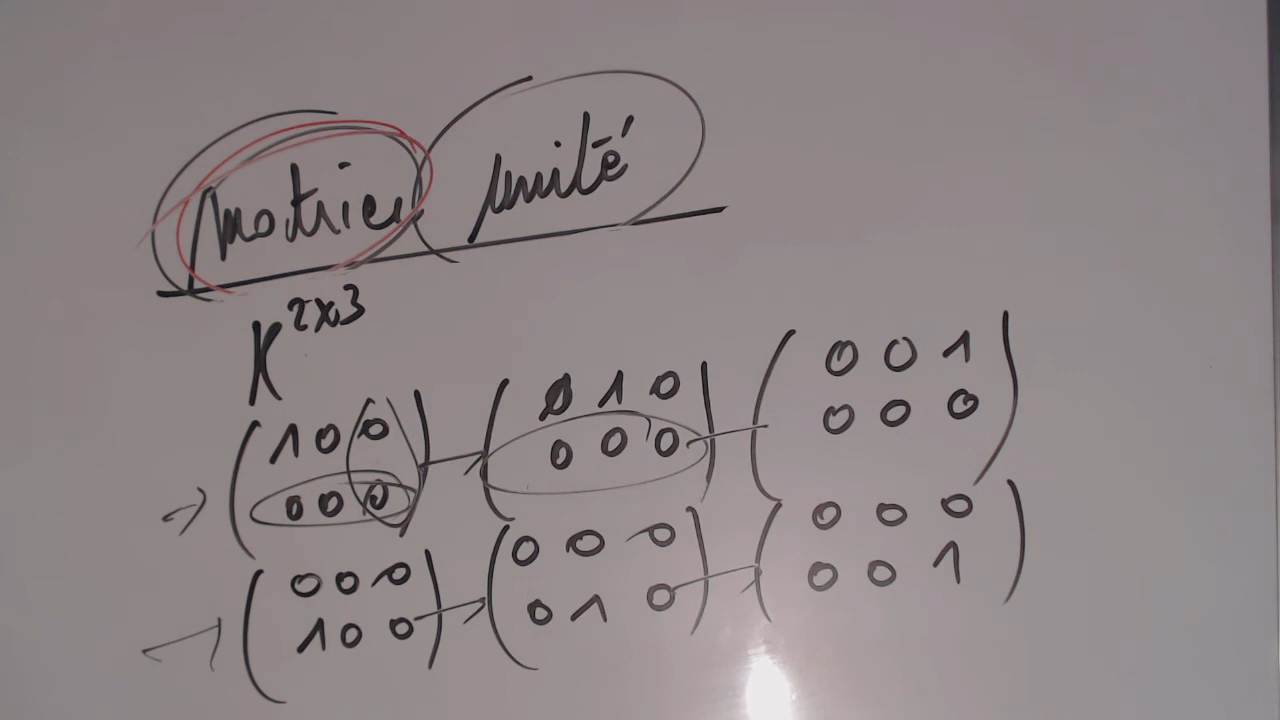 Matrice unité
K^{2x3}
(1 0 0) → (0 1 0) → (0 0 1)
(0 0 0) (0 0 0) (0 0 0)
(0 0 0) → (0 0 0) → (0 0 0)
(1 0 0) (0 1 0) (0 0 1)